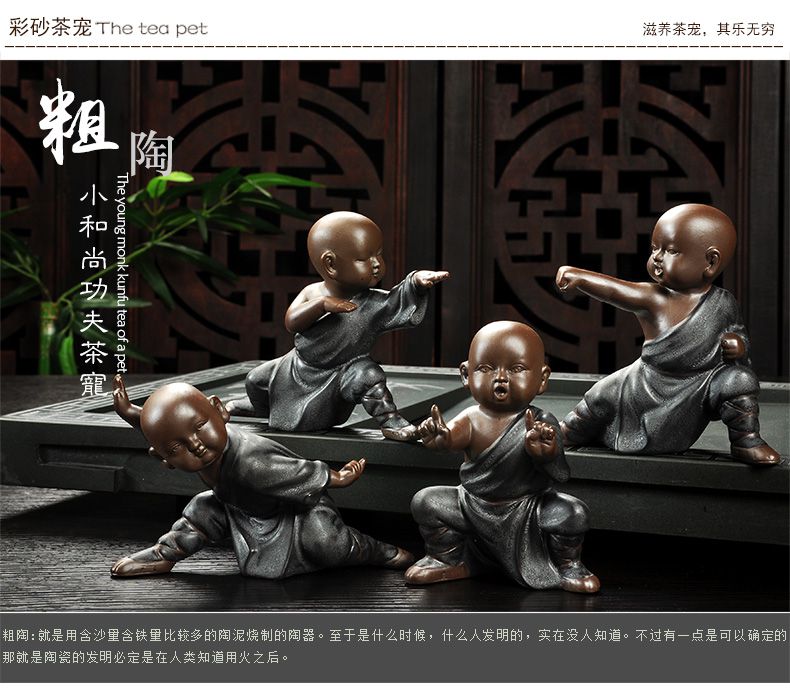 彩砂茶宠 The tea pet
滋养茶宠，其乐无穷
粗
陶
小和尚功夫茶寵
The young monk kunfu tea of a pet
粗陶:就是用含沙量含铁量比较多的陶泥烧制的陶器。至于是什么时候，什么人发明的，实在没人知道。不过有一点是可以确定的
那就是陶瓷的发明必定是在人类知道用火之后。